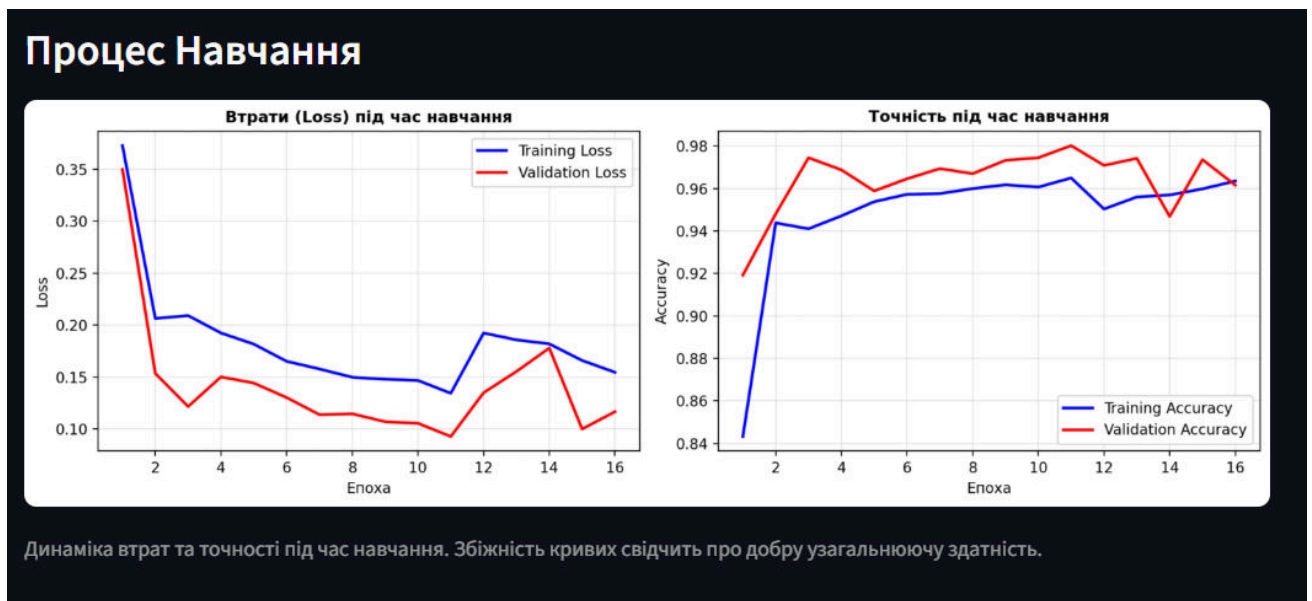 Процес Навчання
Втрати (Loss) під час навчання
Training Loss
Validation Loss
0.35
0.30
0.25
0.20
0.15
0.10
Loss
2 4 6 8 10 12 14 16
Епоха
Точність під час навчання
0.98
0.96
0.94
0.92
0.90
0.88
0.86
0.84
Accuracy
Training Accuracy
Validation Accuracy
2 4 6 8 10 12 14 16
Епоха
Динаміка втрат та точності під час навчання. Збіжність кривих свідчить про добру узагальнюючу здатність.